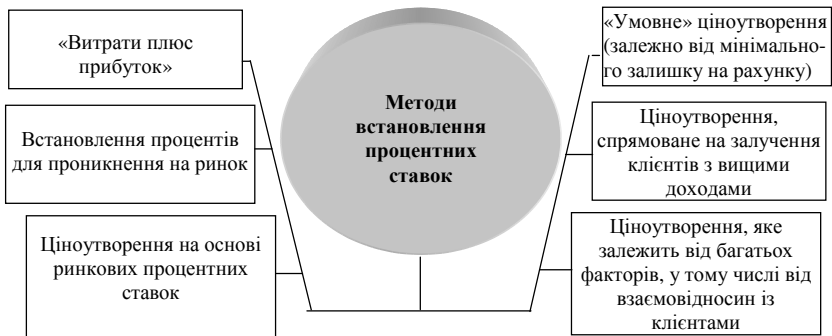 «Витрати плюс
прибуток»
Встановлення процентів
для проникнення на ринок
Ціноутворення на основі
ринкових процентних
ставок
Методи
встановлення
процентних
ставок
«Умовне» ціноутворення
(залежно від мінімально-
го залишку на рахунку)
Ціноутворення,
спрямоване на залучення
клієнтів з вищими
доходами
Ціноутворення, яке
залежить від багатьох
факторів, у тому числі від
взаємовідносин із
клієнтами